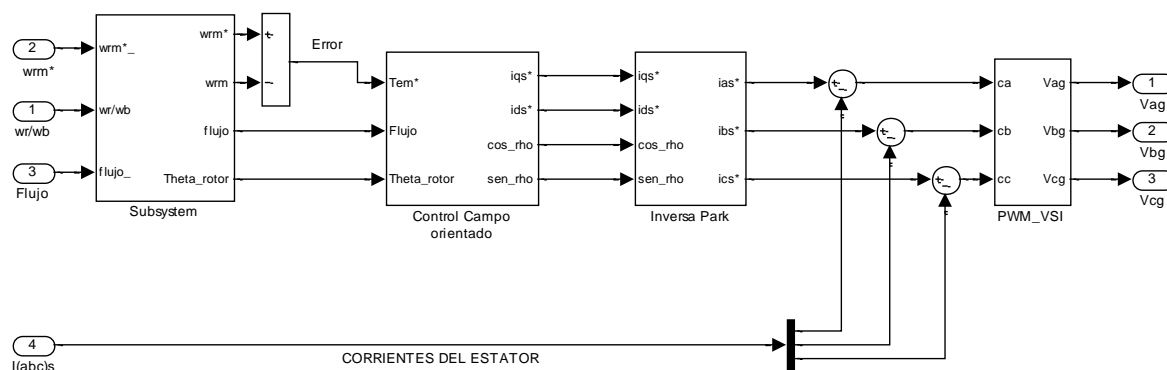 2
wrm*
1
wr/wb
3
Flujo
wrm*_
wr/wb
flujo_
wrm*
wrm
flujo
Theta_rotor
Subsystem
+
-
Error
Tem*
Flujo
Theta_rotor
iqs*
ids*
cos_rho
sen_rho
Control Campo
orientado
iqs*
ids*
cos_rho
sen_rho
ias*
ibs*
ics*
Inversa Park
+
-
+
-
+
-
ca
cb
cc
Vag
Vbg
Vcg
PWM_VSI
1
Vag
2
Vbg
3
Vcg
4
I(abc)s
CORRIENTES DEL ESTATOR